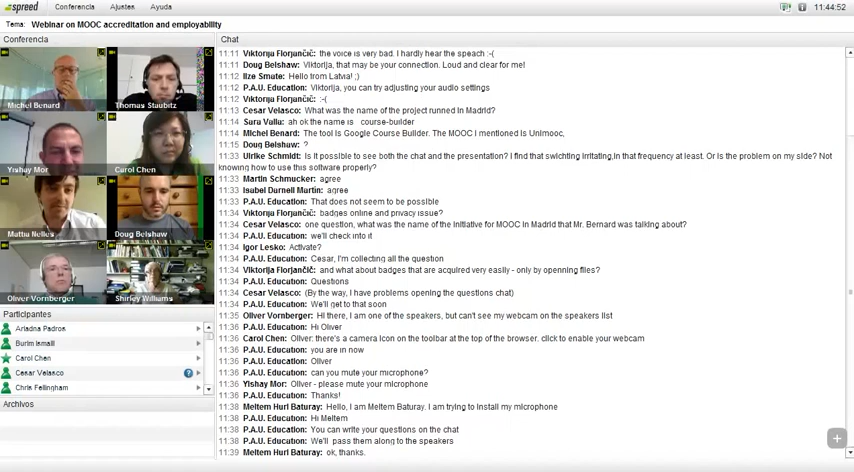 spreed
Conferencia Ajustes Ayuda
11:44:52
Tema: Webinar on MOOC accreditation and employability
Conferencia
Michel Benard
Thomas Staubitz
Yishay Mor
Carol Chen
Mattia Nelles
Doug Belshaw
Oliver Vornberger
Shirley Williams
Participantes
Ariadna Padros
Burim Ismaili
Carol Chen
Cesar Velasco
Chris Fellingham
Archivos
Chat
11:11 Viktorija Florjančič: the voice is very bad. I hardly hear the speach :-(
11:11 Doug Belshaw: Viktorija, that may be your connection. Loud and clear for me!
11:12 Ilze Smate: Hello from Latvia! ;)
11:12 P.A.U. Education: Viktorija, you can try adjusting your audio settings
11:12 Viktorija Florjančič: :-(
11:13 Cesar Velasco: What was the name of the project runned in Madrid?
11:14 Sara Valla: ah ok the name is course-builder
11:14 Michel Benard: The tool is Google Course Builder. The MOOC I mentioned is Unimooc,
11:15 Doug Belshaw: ?
11:33 Ulrike Schmidt: Is it possible to see both the chat and the presentation? I find that swichting irritating,in that frequency at least. Or is the problem on my side? Not
knowing how to use this software properly?
11:33 Martin Schmucker: agree
11:33 Isabel Durnell Murtin: agree
11:33 P.A.U. Education: That does not seem to be possible
11:34 Viktorija Florjančič: badges online and privacy issue?
11:34 Cesar Velasco: one question, what was the name of the initiative for MOOC in Madrid that Mr. Bernard was talking about?
11:34 P.A.U. Education: we'll check into it
11:34 Igor Lesko: Activate?
11:34 P.A.U. Education: Cesar, I'm collecting all the question
11:34 Viktorija Florjančič: and what about badges that are acquired very easily - only by openning files?
11:34 P.A.U. Education: Questions
11:34 Cesar Velasco: (By the way, I have problems opening the questions chat)
11:34 P.A.U. Education: We'll get to that soon
11:35 Oliver Vornberger: Hi there, I am one of the speakers, but can't see my webcam on the speakers list
11:36 P.A.U. Education: Hi Oliver
11:36 Carol Chen: Oliver: there's a camera icon on the toolbar at the top of the browser. click to enable your webcam
11:36 P.A.U. Education: you are in now
11:36 P.A.U. Education: Oliver
11:36 P.A.U. Education: can you mute your microphone?
11:36 Yishay Mor: Oliver - please mute your microphone
11:36 P.A.U. Education: Thanks!
11:38 Meltem Huri Baturay: Hello, I am Meltem Baturay. I am trying to install my microphone
11:38 P.A.U. Education: Hi Meltem
11:38 P.A.U. Education: You can write your questions on the chat
11:38 P.A.U. Education: We'll pass them along to the speakers
11:39 Meltem Huri Baturay: ok, thanks.